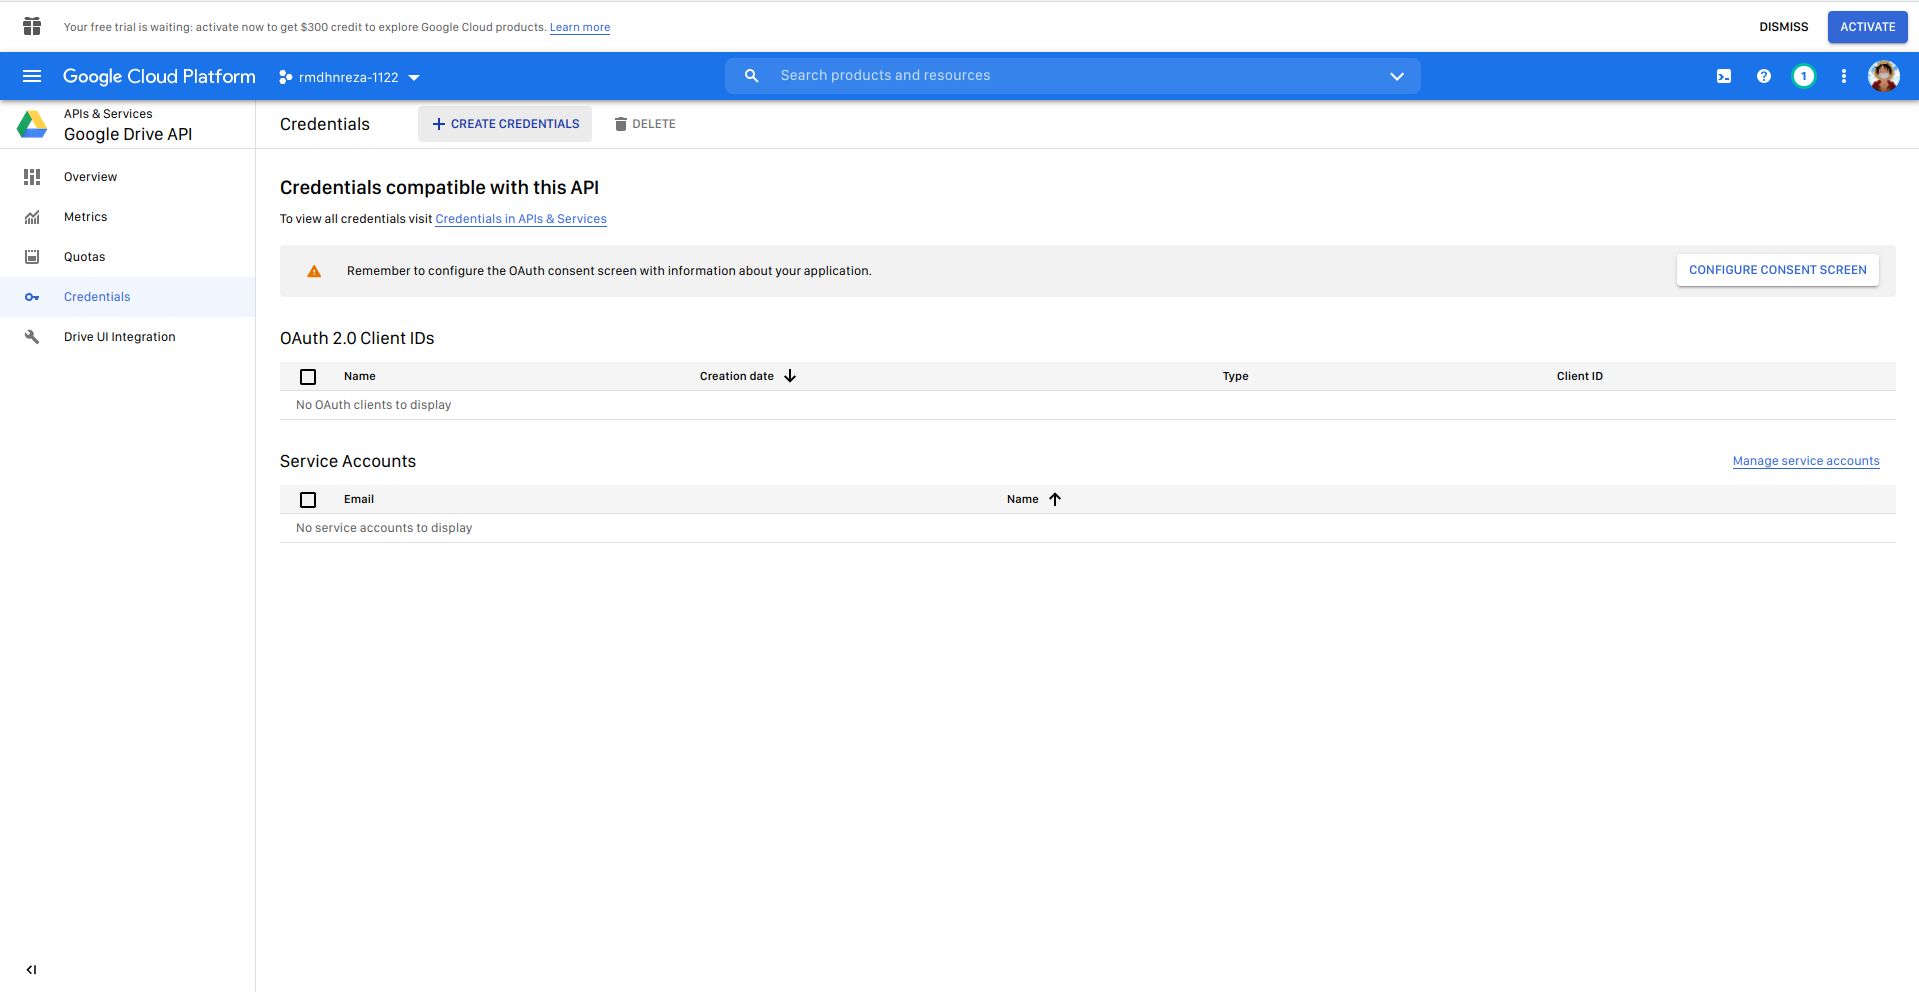 Your free trial is waiting: activate now to get $300 credit to explore Google Cloud products. Learn more
DISMISS
ACTIVATE
Google Cloud Platform
rmdhnreza-1122
Search products and resources
1
APIs & Services
Google Drive API
Credentials
CREATE CREDENTIALS
DELETE
Overview
Metrics
Quotas
Credentials
Drive UI Integration
Credentials compatible with this API
To view all credentials visit Credentials in APIs & Services
Remember to configure the OAuth consent screen with information about your application.
CONFIGURE CONSENT SCREEN
OAuth 2.0 Client IDs
Name Creation date Type Client ID
No OAuth clients to display
Service Accounts
Manage service accounts
Email Name
No service accounts to display